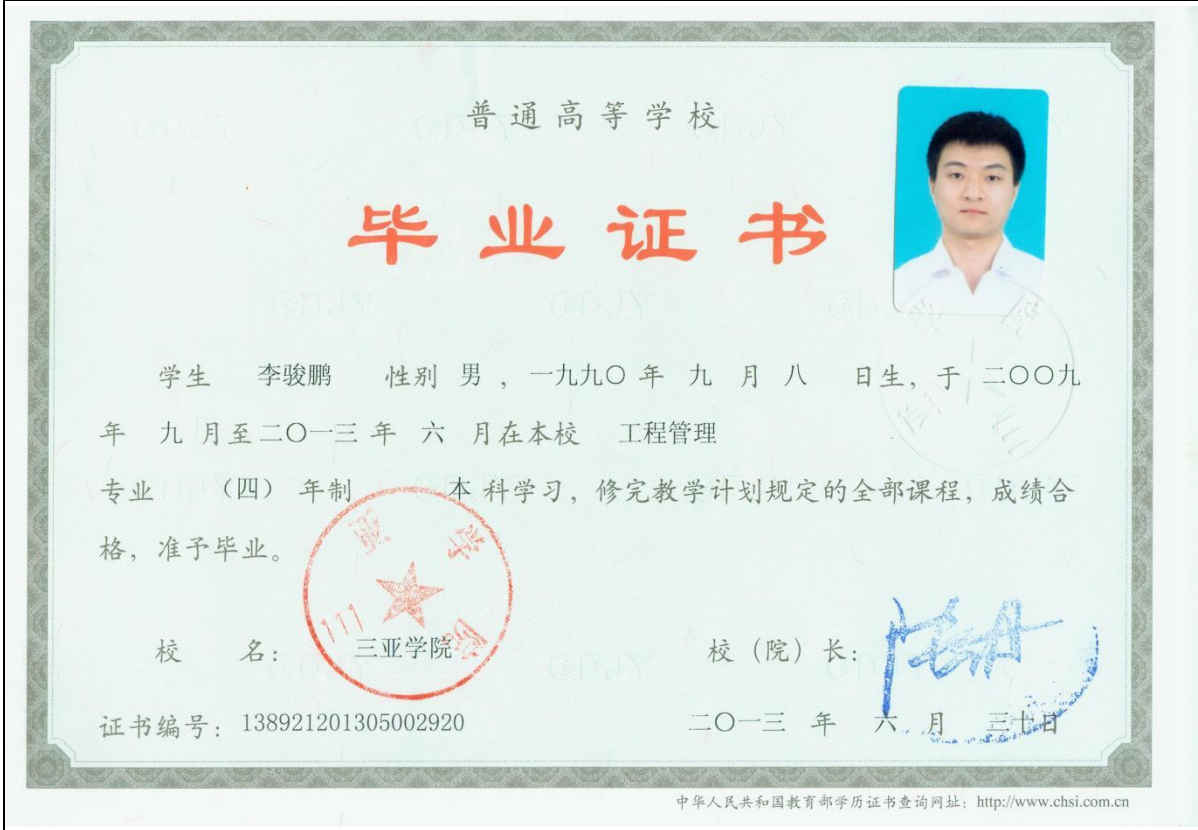 普通高等学校
毕业证书
学生 李骏鹏 性别 男 ，一九九〇 年 九 月 八 日生，于 二〇〇九
年 九 月至二〇一三 年 六 月在本校 工程管理
专业 （四） 年制 本 科学习，修完教学计划规定的全部课程，成绩合
格，准予毕业。
三亚学院
校 名： 三亚学院 校（院）长：
证书编号：138921201305002920 二〇一三 年 六 月 三十日
中华人民共和国教育部学历证书查询网址：http://www.chsi.com.cn